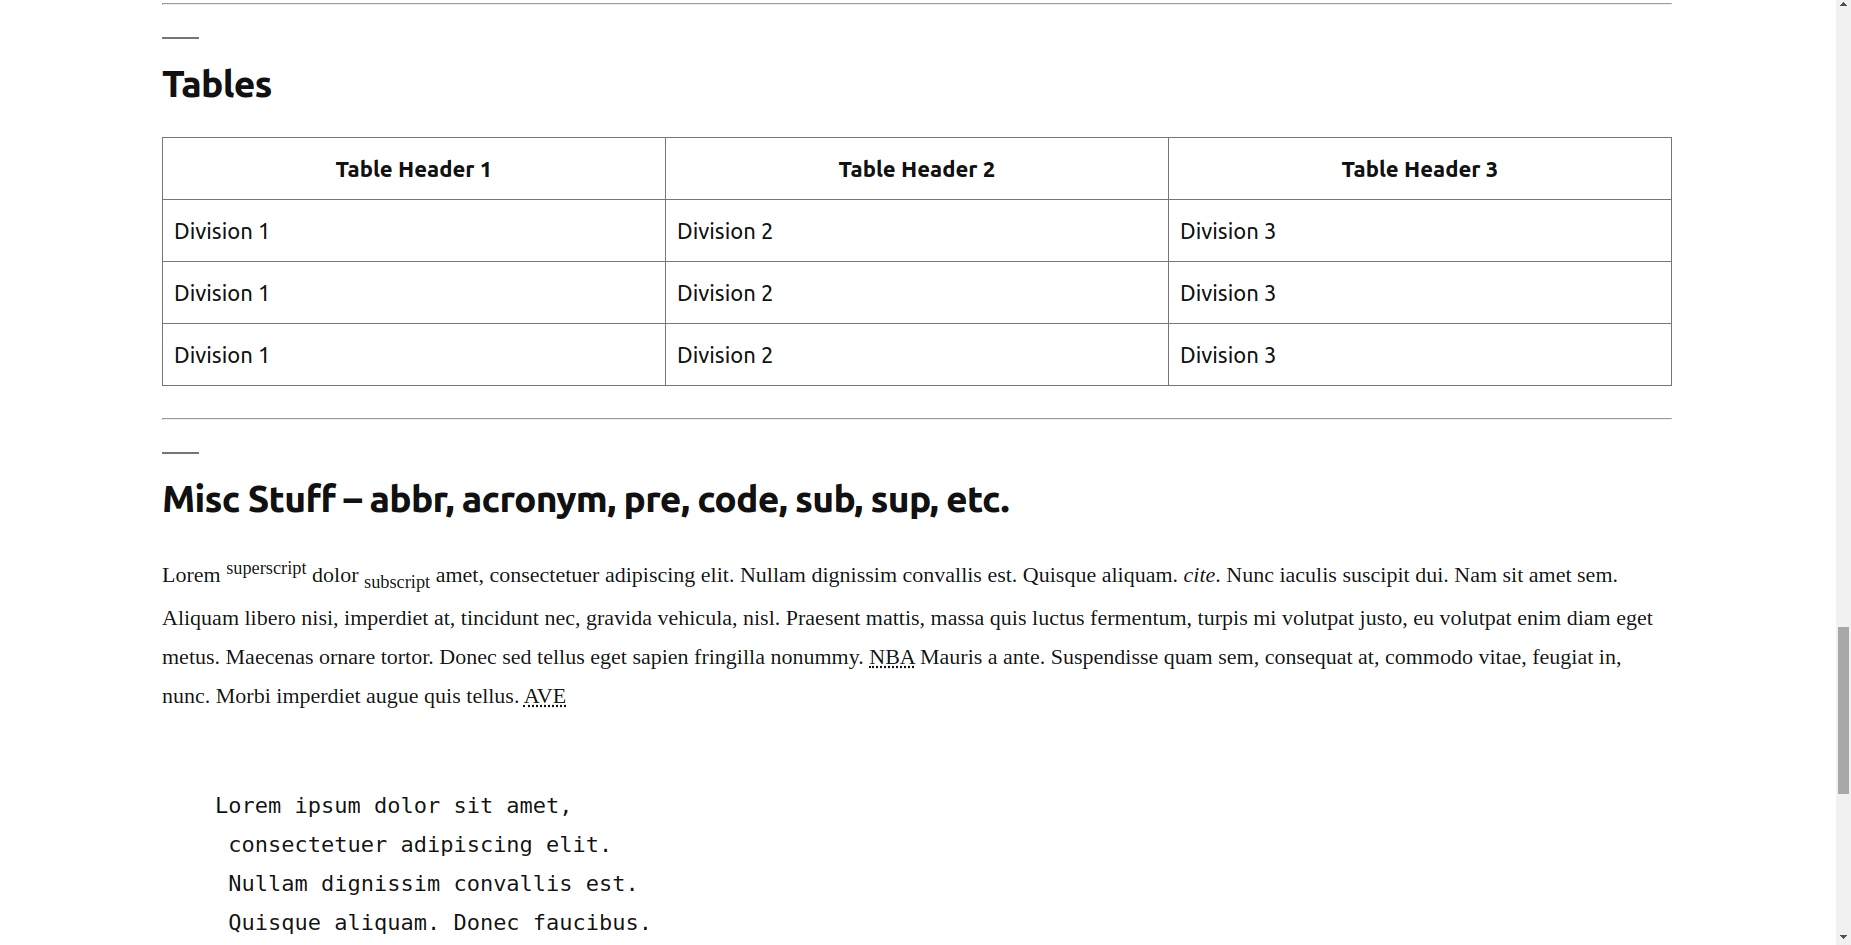 Tables
Table Header 1 Table Header 2 Table Header 3
Division 1 Division 2 Division 3
Division 1 Division 2 Division 3
Division 1 Division 2 Division 3
Misc Stuff – abbr, acronym, pre, code, sub, sup, etc.
Lorem superscript dolor subscript amet, consectetuer adipiscing elit. Nullam dignissim convallis est. Quisque aliquam. cite. Nunc iaculis suscipit dui. Nam sit amet sem.
Aliquam libero nisi, imperdiet at, tincidunt nec, gravida vehicula, nisl. Praesent mattis, massa quis luctus fermentum, turpis mi volutpat justo, eu volutpat enim diam eget
metus. Maecenas ornare tortor. Donec sed tellus eget sapien fringilla nonummy. NBA Mauris a ante. Suspendisse quam sem, consequat at, commodo vitae, feugiat in,
nunc. Morbi imperdiet augue quis tellus. AVE
Lorem ipsum dolor sit amet,
consectetuer adipiscing elit.
Nullam dignissim convallis est.
Quisque aliquam. Donec faucibus.